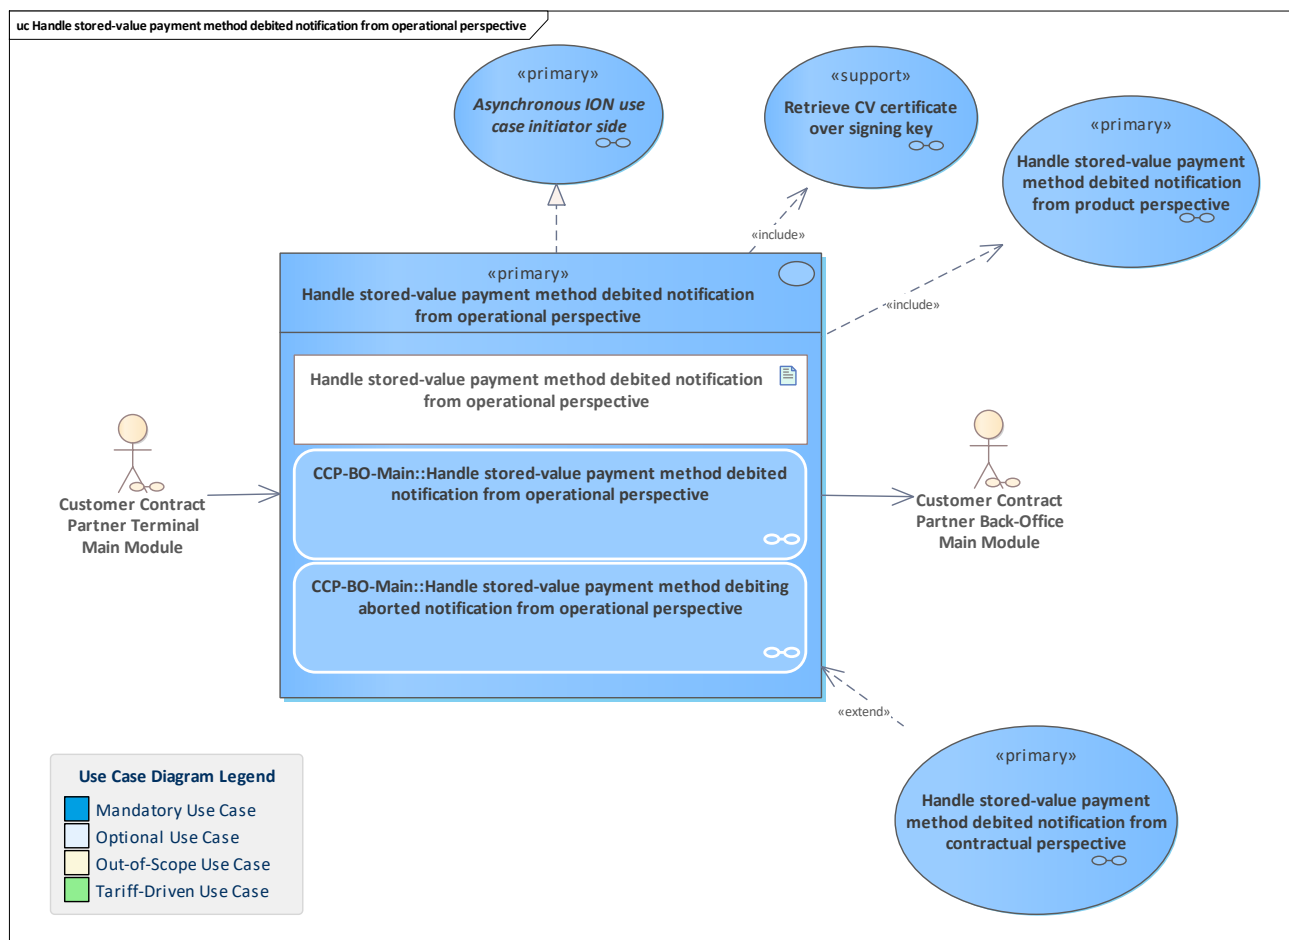 uc Handle stored-value payment method debited notification from operational perspective
«primary»
Asynchronous ION use
case initiator side
«support»
Retrieve CV certificate
over signing key
«primary»
Handle stored-value payment
method debited notification
from product perspective
«include»
«include»
«primary»
Handle stored-value payment method debited notification
from operational perspective
Handle stored-value payment method debited notification
from operational perspective
CCP-BO-Main::Handle stored-value payment method debited
notification from operational perspective
CCP-BO-Main::Handle stored-value payment method debiting
aborted notification from operational perspective
Customer Contract
Partner Terminal
Main Module
Customer Contract
Partner Back-Office
Main Module
«extend»
«primary»
Handle stored-value payment
method debited notification from
contractual perspective
Use Case Diagram Legend
Mandatory Use Case
Optional Use Case
Out-of-Scope Use Case
Tariff-Driven Use Case